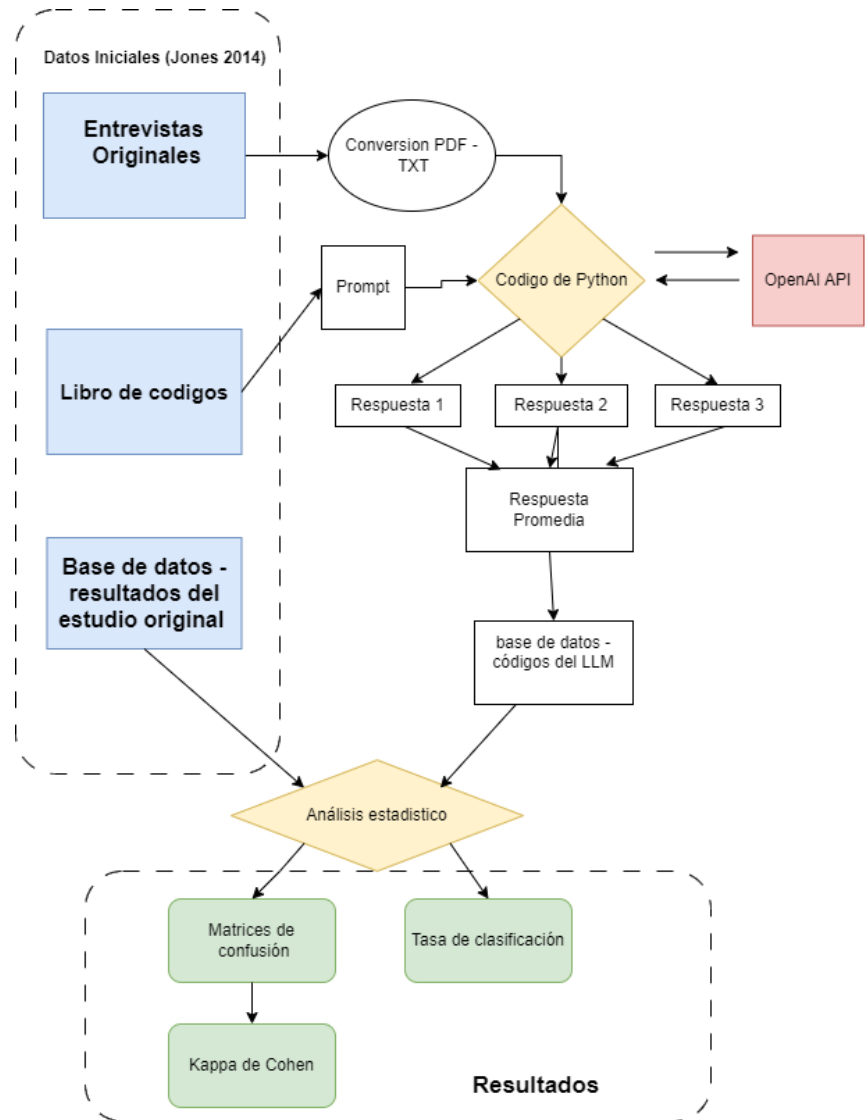 Datos Iniciales (Jones 2014)
Entrevistas
Originales
Conversion PDF -
TXT
Prompt
Codigo de Python
OpenAI API
Libro de codigos
Respuesta 1
Respuesta 2
Respuesta 3
Respuesta
Promedia
Base de datos -
resultados del
estudio original
base de datos -
códigos del LLM
Análisis estadistico
Matrices de
confusión
Tasa de clasificación
Kappa de Cohen
Resultados